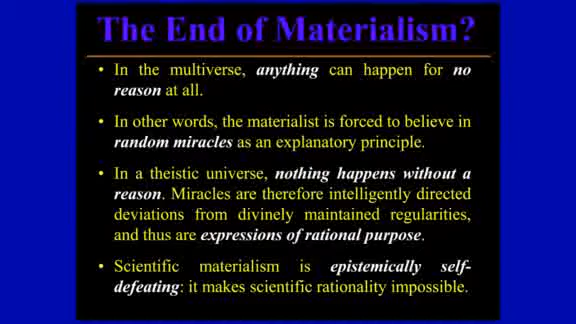 The End of Materialism?
• In the multiverse, anything can happen for no
reason at all.
• In other words, the materialist is forced to believe in
random miracles as an explanatory principle.
• In a theistic universe, nothing happens without a
reason. Miracles are therefore intelligently directed
deviations from divinely maintained regularities,
and thus are expressions of rational purpose.
• Scientific materialism is epistemically self-
defeating: it makes scientific rationality impossible.